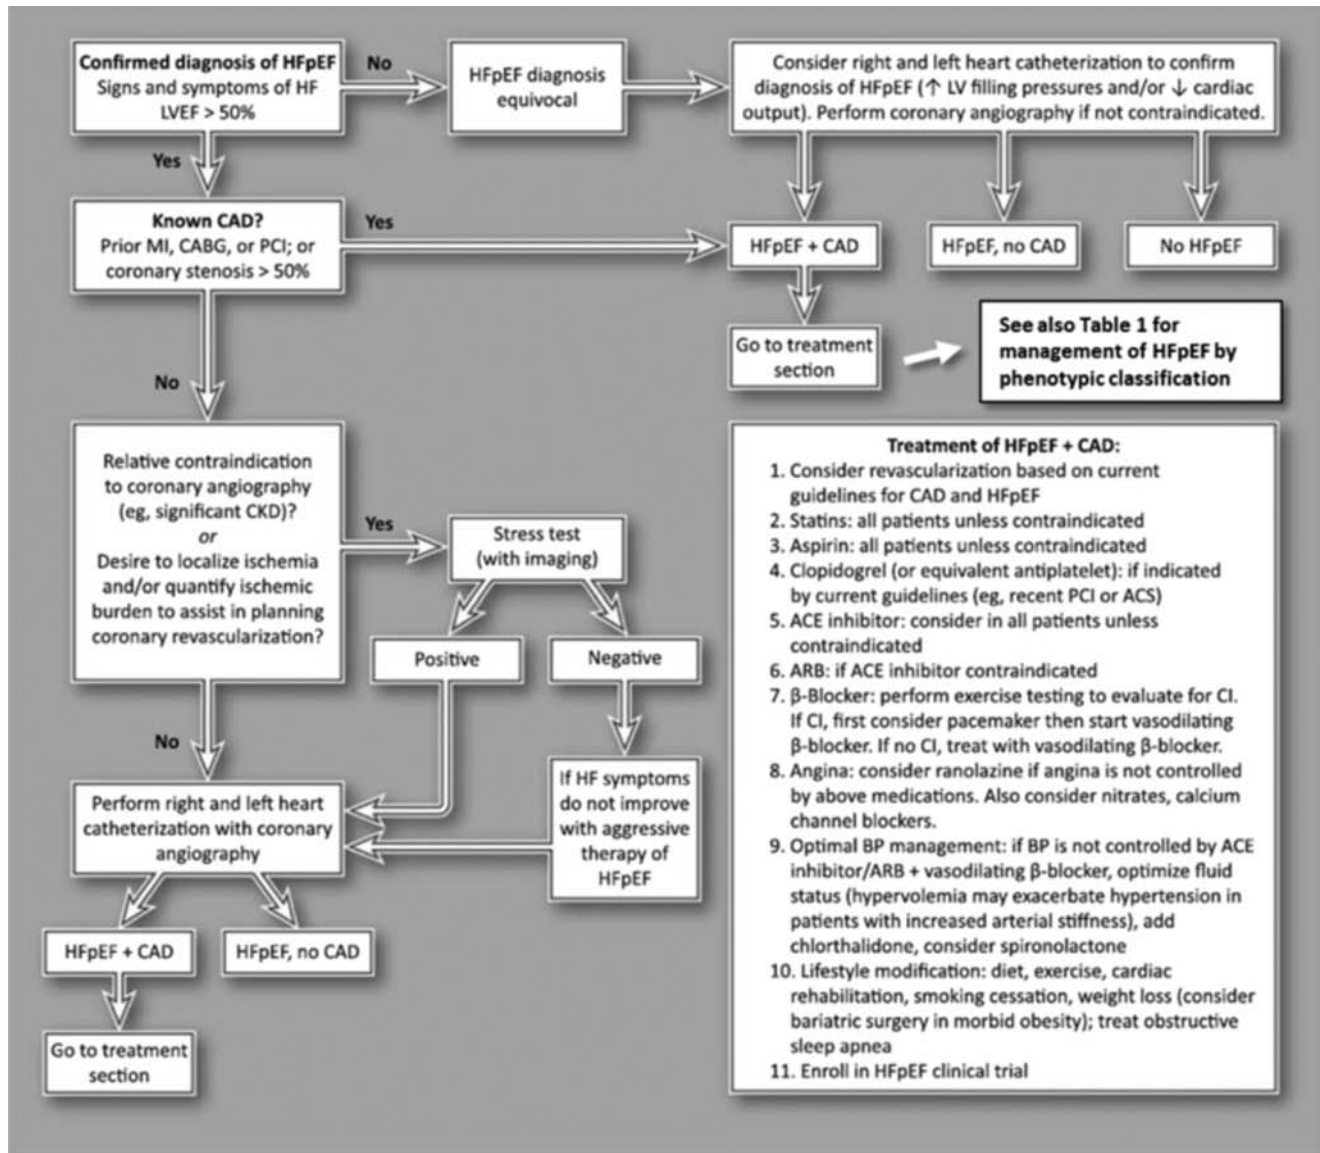 Confirmed diagnosis of HFpEF
Signs and symptoms of HF
LVEF > 50%
No
HFpEF diagnosis
equivocal
Consider right and left heart catheterization to confirm
diagnosis of HFpEF (↑ LV filling pressures and/or ↓ cardiac
output). Perform coronary angiography if not contraindicated.
Yes
Known CAD?
Prior MI, CABG, or PCI; or
coronary stenosis > 50%
Yes
HFpEF + CAD
HFpEF, no CAD
No HFpEF
Go to treatment
section
See also Table 1 for
management of HFpEF by
phenotypic classification
No
Relative contraindication
to coronary angiography
(eg, significant CKD)?
or
Desire to localize ischemia
and/or quantify ischemic
burden to assist in planning
coronary revascularization?
Yes
Stress test
(with imaging)
Positive
Negative
No
If HF symptoms
do not improve
with aggressive
therapy of
HFpEF
Perform right and left heart
catheterization with coronary
angiography
HFpEF + CAD
HFpEF, no CAD
Go to treatment
section
Treatment of HFpEF + CAD:
1. Consider revascularization based on current
guidelines for CAD and HFpEF
2. Statins: all patients unless contraindicated
3. Aspirin: all patients unless contraindicated
4. Clopidogrel (or equivalent antiplatelet): if indicated
by current guidelines (eg, recent PCI or ACS)
5. ACE inhibitor: consider in all patients unless
contraindicated
6. ARB: if ACE inhibitor contraindicated
7. β-Blocker: perform exercise testing to evaluate for CI.
If CI, first consider pacemaker then start vasodilating
β-blocker. If no CI, treat with vasodilating β-blocker.
8. Angina: consider ranolazine if angina is not controlled
by above medications. Also consider nitrates, calcium
channel blockers.
9. Optimal BP management: if BP is not controlled by ACE
inhibitor/ARB + vasodilating β-blocker, optimize fluid
status (hypervolemia may exacerbate hypertension in
patients with increased arterial stiffness), add
chlorthalidone, consider spironolactone
10. Lifestyle modification: diet, exercise, cardiac
rehabilitation, smoking cessation, weight loss (consider
bariatric surgery in morbid obesity); treat obstructive
sleep apnea
11. Enroll in HFpEF clinical trial